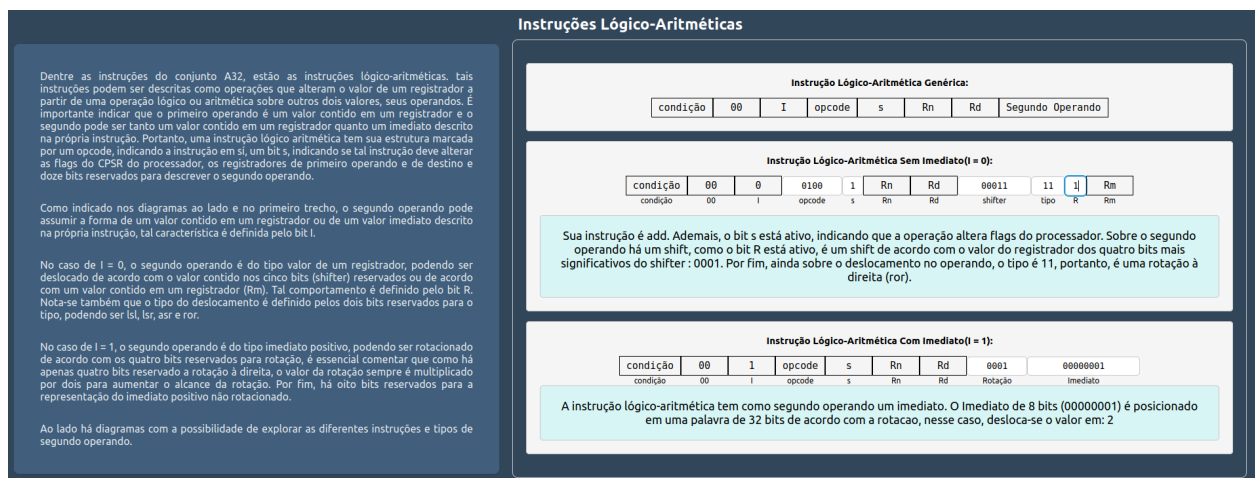 Instruções Lógico-Aritméticas
Dentre as instruções do conjunto A32, estão as instruções lógico-aritméticas. tais
instruções podem ser descritas como operações que alteram o valor de um registrador a
partir de uma operação lógico ou aritmética sobre outros dois valores, seus operandos. É
importante indicar que o primeiro operando é um valor contido em um registrador e o
segundo pode ser tanto um valor contido em um registrador quanto um imediato descrito
na própria instrução. Portanto, uma instrução lógico aritmética tem sua estrutura marcada
por um opcode, indicando a instrução em sí, um bit s, indicando se tal instrução deve alterar
as flags do CPSR do processador, os registradores de primeiro operando e de destino e
doze bits reservados para descrever o segundo operando.
Como indicado nos diagramas ao lado e no primeiro trecho, o segundo operando pode
assumir a forma de um valor contido em um registrador ou de um valor imediato descrito
na própria instrução, tal característica é definida pelo bit I.
No caso de I = 0, o segundo operando é do tipo valor de um registrador, podendo ser
deslocado de acordo com o valor contido nos cinco bits (shifter) reservados ou de acordo
com um valor contido em um registrador (Rm). Tal comportamento é definido pelo bit R.
Nota-se também que o tipo do deslocamento é definido pelos dois bits reservados para o
tipo, podendo ser lsl, lsr, asr e ror.
No caso de I = 1, o segundo operando é do tipo imediato positivo, podendo ser rotacionado
de acordo com os quatro bits reservados para rotação, é essencial comentar que como há
apenas quatro bits reservado a rotação à direita, o valor da rotação sempre é multiplicado
por dois para aumentar o alcance da rotação. Por fim, há oito bits reservados para a
representação do imediato positivo não rotacionado.
Ao lado há diagramas com a possibilidade de explorar as diferentes instruções e tipos de
segundo operando.
Instrução Lógico-Aritmética Genérica:
condição 00 I opcode s Rn Rd Segundo Operando
Instrução Lógico-Aritmética Sem Imediato(I = 0):
condição 00 0 0100 1 Rn Rd 00011 11 1 Rm
condição 00 I opcode s Rn Rd shifter tipo R Rm
Sua instrução é add. Ademais, o bit s está ativo, indicando que a operação altera flags do processador. Sobre o segundo
operando há um shift, como o bit R está ativo, é um shift de acordo com o valor do registrador dos quatro bits mais
significativos do shifter : 0001. Por fim, ainda sobre o deslocamento no operando, o tipo é 11, portanto, é uma rotação à
direita (ror).
Instrução Lógico-Aritmética Com Imediato(I = 1):
condição 00 1 opcode s Rn Rd 0001 00000001
condição 00 I opcode s Rn Rd Rotação Imediato
A instrução lógico-aritmética tem como segundo operando um imediato. O Imediato de 8 bits (00000001) é posicionado
em uma palavra de 32 bits de acordo com a rotacao, nesse caso, desloca-se o valor em: 2